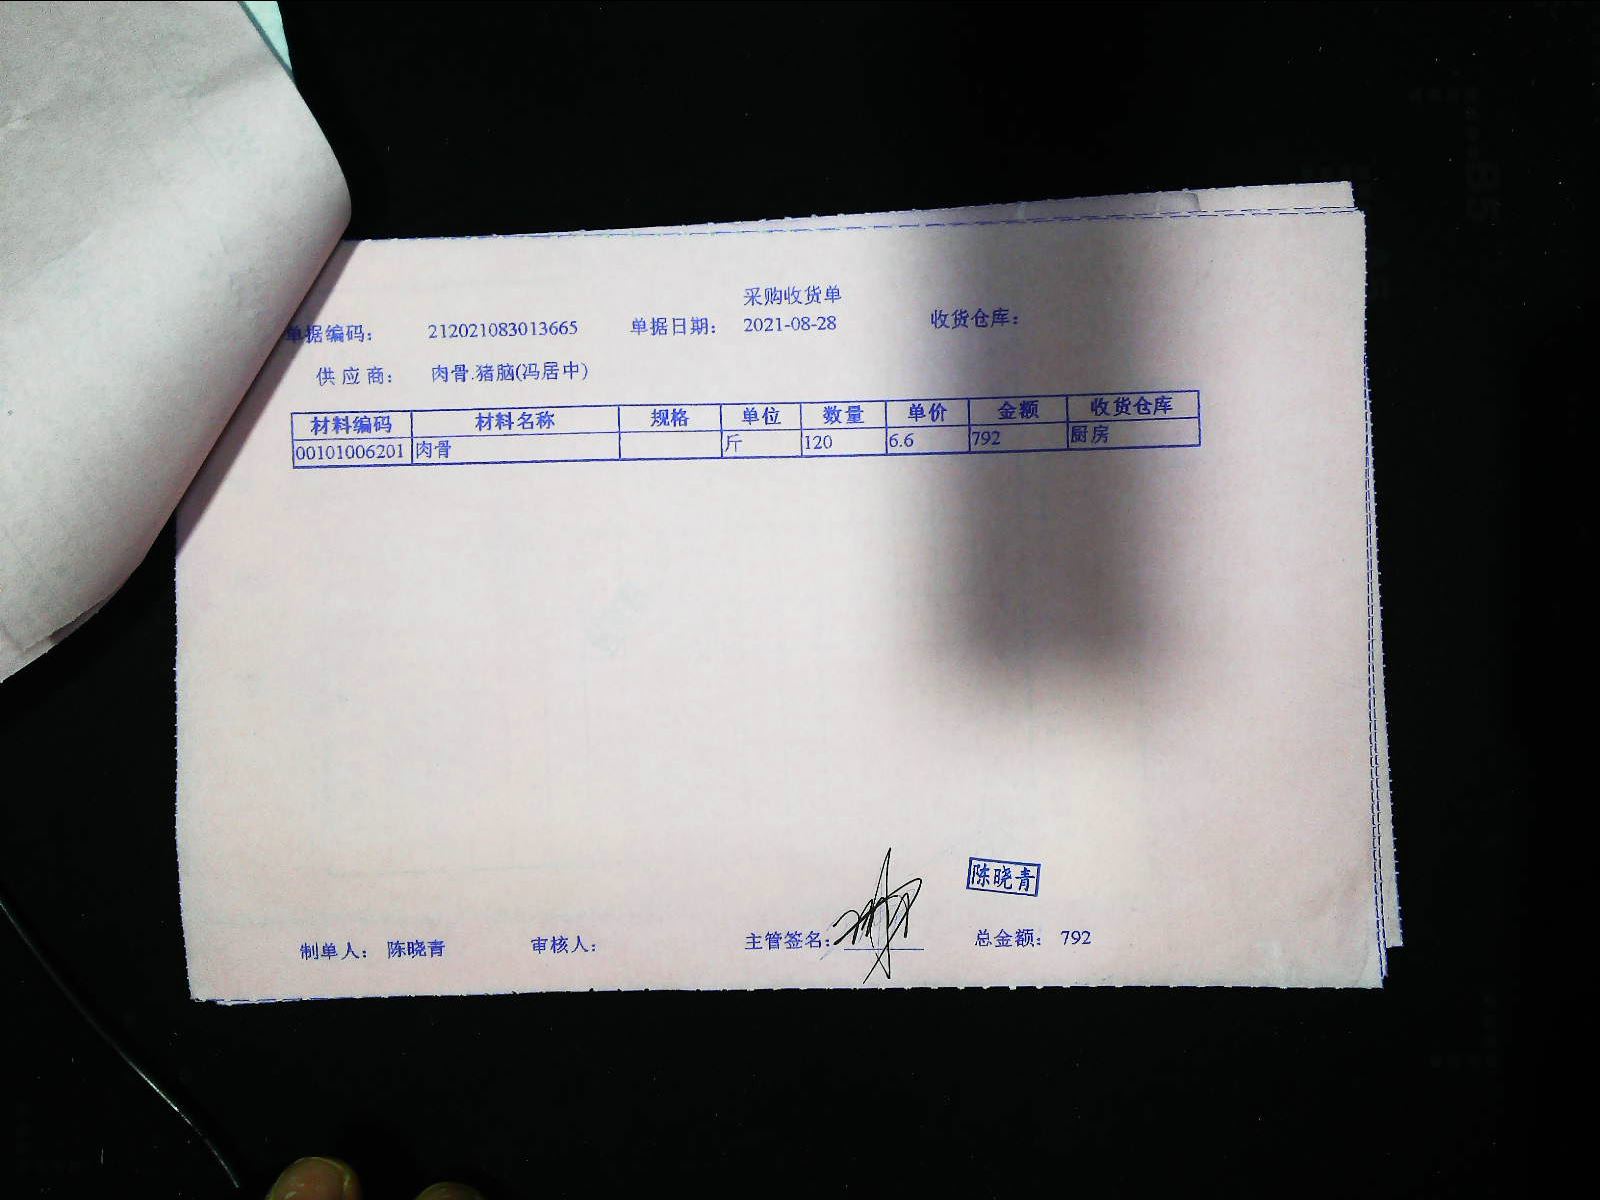 采购收货单
单据编码： 212021083013665 单据日期： 2021-08-28 收货仓库：
供应商： 肉骨.猪脑(冯居中)
材料编码 材料名称 规格 单位 数量 单价 金额 收货仓库
00101006201 肉骨 斤 120 6.6 792 厨房
陈晓青
制单人： 陈晓青 审核人： 主管签名： 总金额： 792